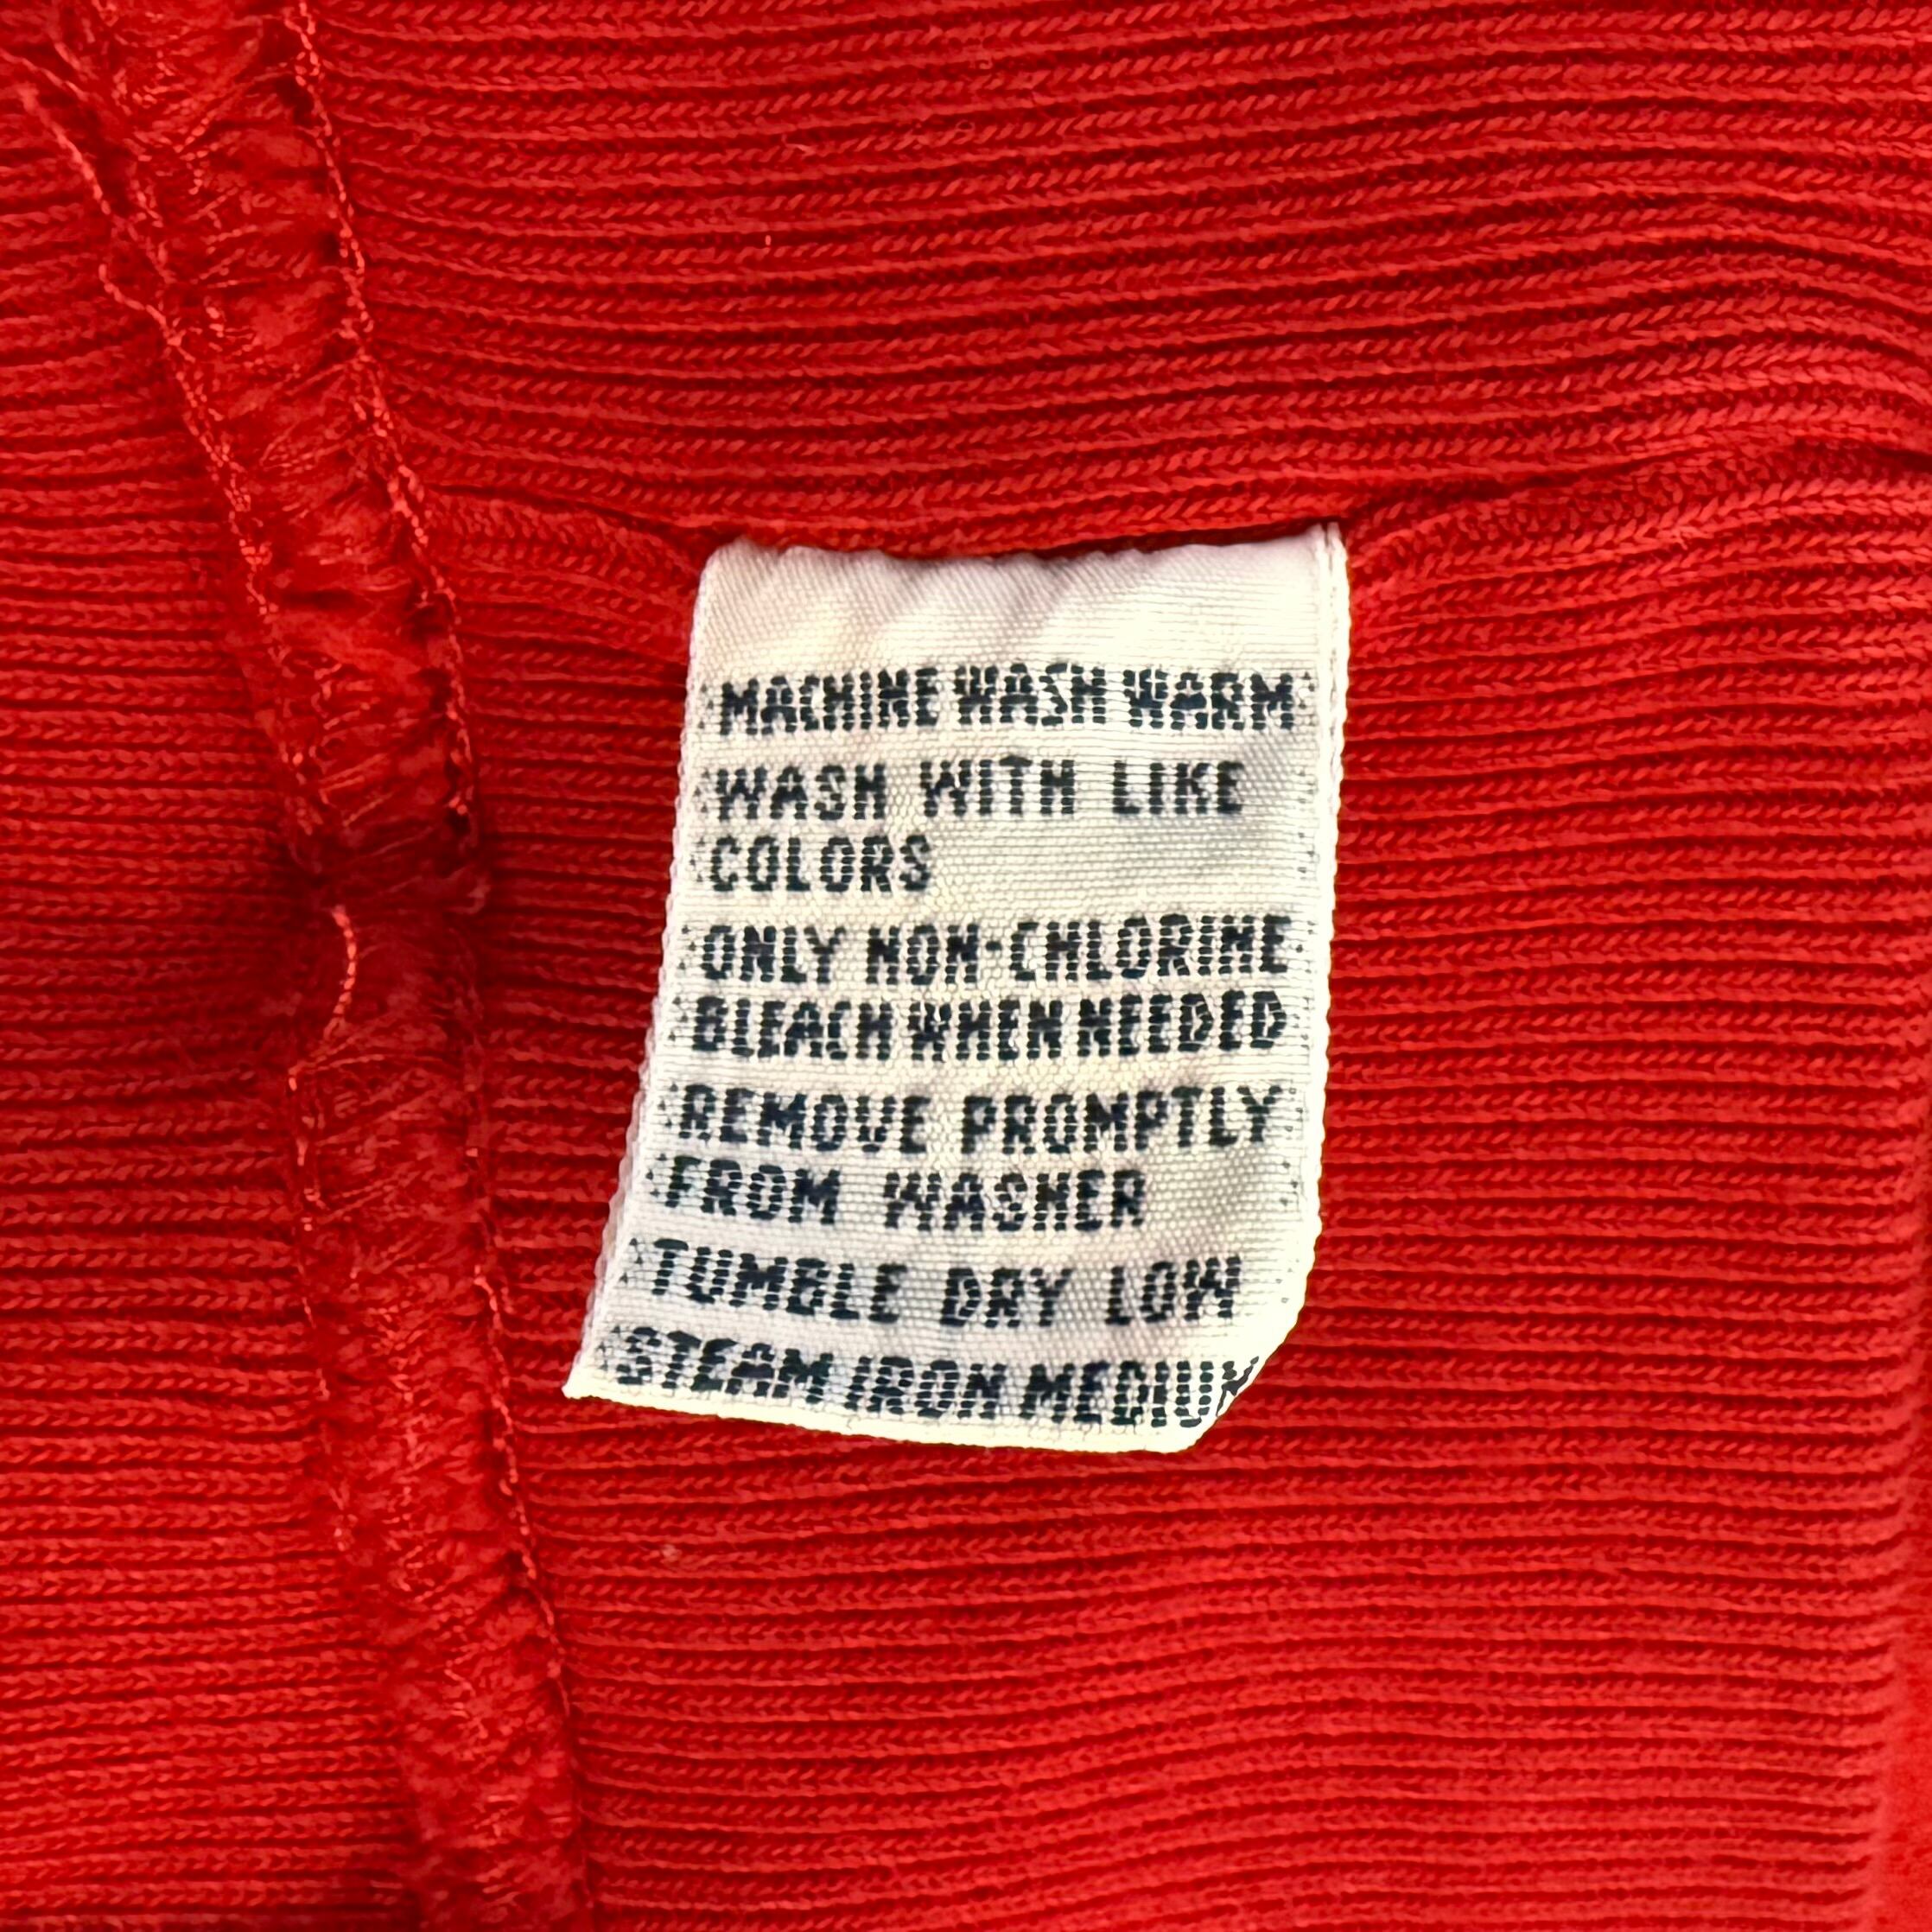 MACHINE WASH WARM
WASH WITH LIKE
COLORS
ONLY NON-CHLORINE
BLEACH WHEN NEEDED
REMOVE PROMPTLY
FROM WASHER
TUMBLE DRY LOW
STEAM IRON MEDIUM